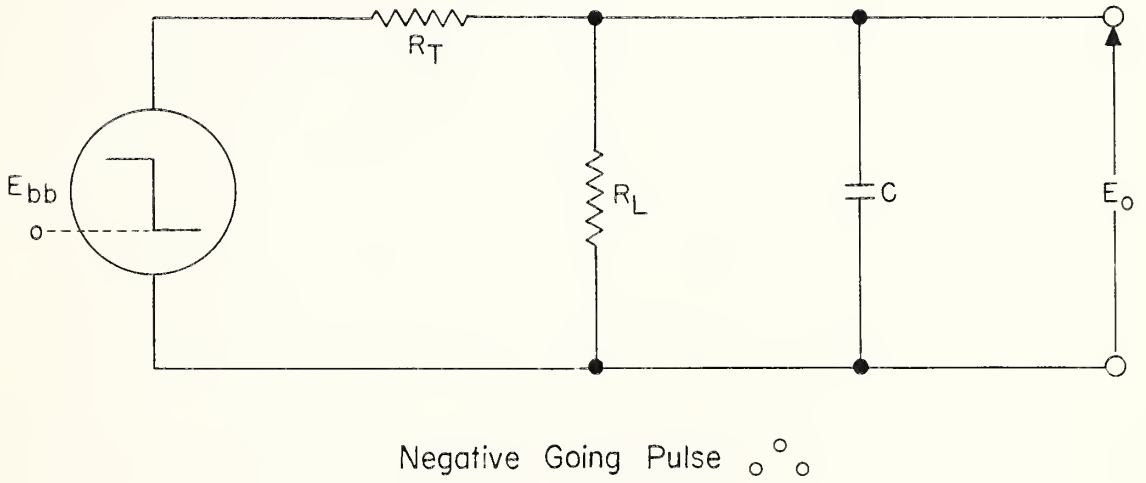 R_T
E_bb
o
R_L
C
E_o
Negative Going Pulse ∴